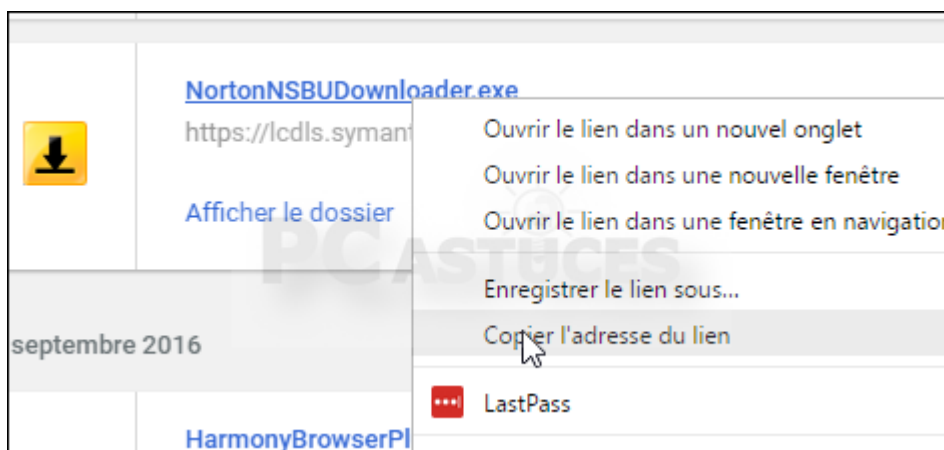 NortonNSBUDownloader.exe
https://lcdls.symant
Afficher le dossier
Ouvrir le lien dans un nouvel onglet
Ouvrir le lien dans une nouvelle fenêtre
Ouvrir le lien dans une fenêtre en navigation
Enregistrer le lien sous...
Copier l'adresse du lien
LastPass
PC ASTUCES
septembre 2016
HarmonyBrowserPl